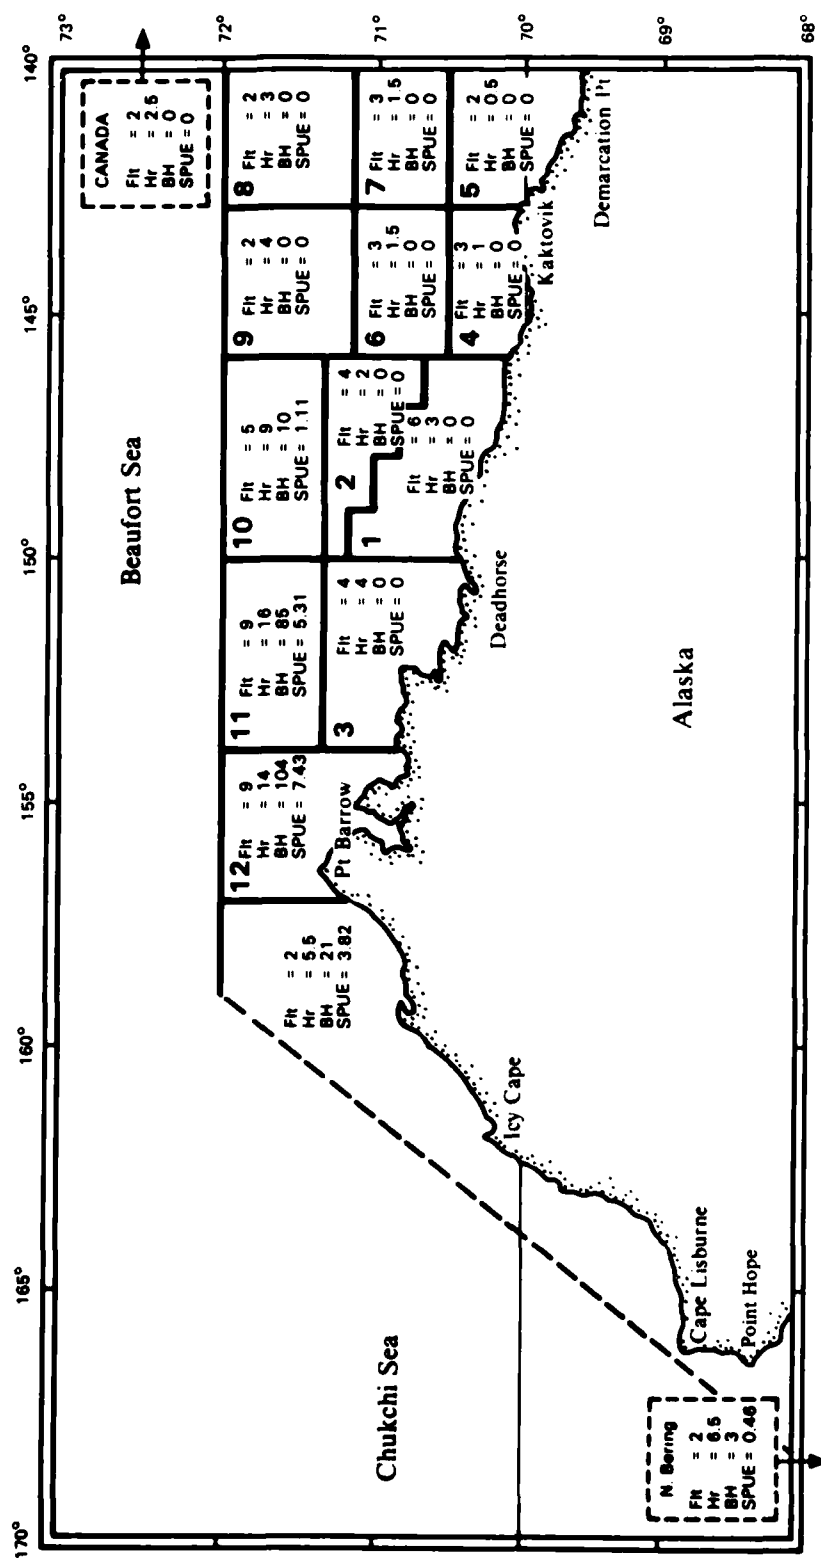 170°
165°
160°
155°
150°
145°
140°
73°
72°
71°
70°
69°
68°
Beaufort Sea
Chukchi Sea
Alaska
CANADA
Flt = 2
Hr = 2.5
BH = 0
SPUE = 0
Flt = 2
Hr = 5.5
BH = 21
SPUE = 3.82
12
Flt = 9
Hr = 14
BH = 104
SPUE = 7.43
11
Flt = 9
Hr = 16
BH = 85
SPUE = 5.31
10
Flt = 5
Hr = 9
BH = 10
SPUE = 1.11
9
Flt = 2
Hr = 4
BH = 0
SPUE = 0
8
Flt = 2
Hr = 3
BH = 0
SPUE = 0
3
Flt = 4
Hr = 4
BH = 0
SPUE = 0
2
Flt = 4
Hr = 2
BH = 0
SPUE = 0
1
Flt = 6
Hr = 3
BH = 0
SPUE = 0
6
Flt = 3
Hr = 1.5
BH = 0
SPUE = 0
7
Flt = 3
Hr = 1.5
BH = 0
SPUE = 0
4
Flt = 3
Hr = 1
BH = 0
SPUE = 0
5
Flt = 2
Hr = 0.5
BH = 0
SPUE = 0
Pt Barrow
Deadhorse
Kaktovik
Demarcation Pt
Icy Cape
Cape Lisburne
Point Hope
N. Bering
Flt = 2
Hr = 6.5
BH = 3
SPUE = 0.46